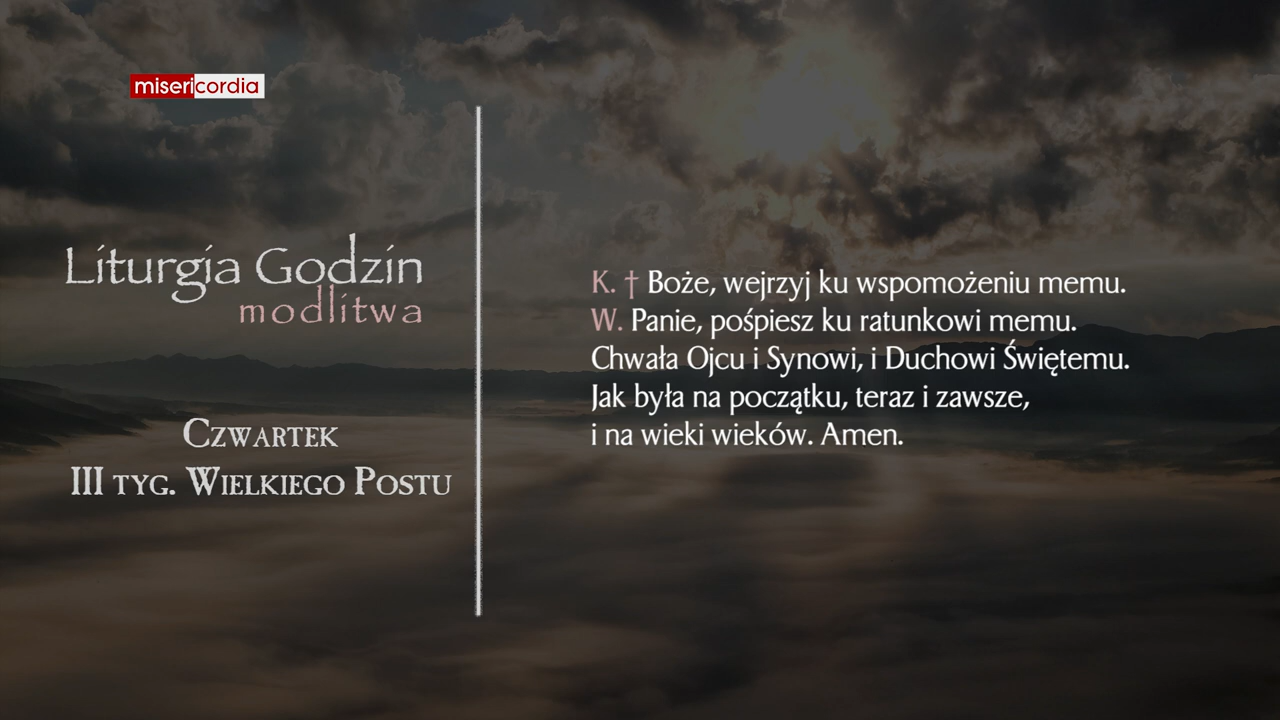 misericordia
Liturgia Godzin
modlitwa
Czwartek
III tyg. Wielkiego Postu
K. † Boże, wejrzyj ku wspomożeniu memu.
W. Panie, pośpiesz ku ratunkowi memu.
Chwała Ojcu i Synowi, i Duchowi Świętemu.
Jak była na początku, teraz i zawsze,
i na wieki wieków. Amen.